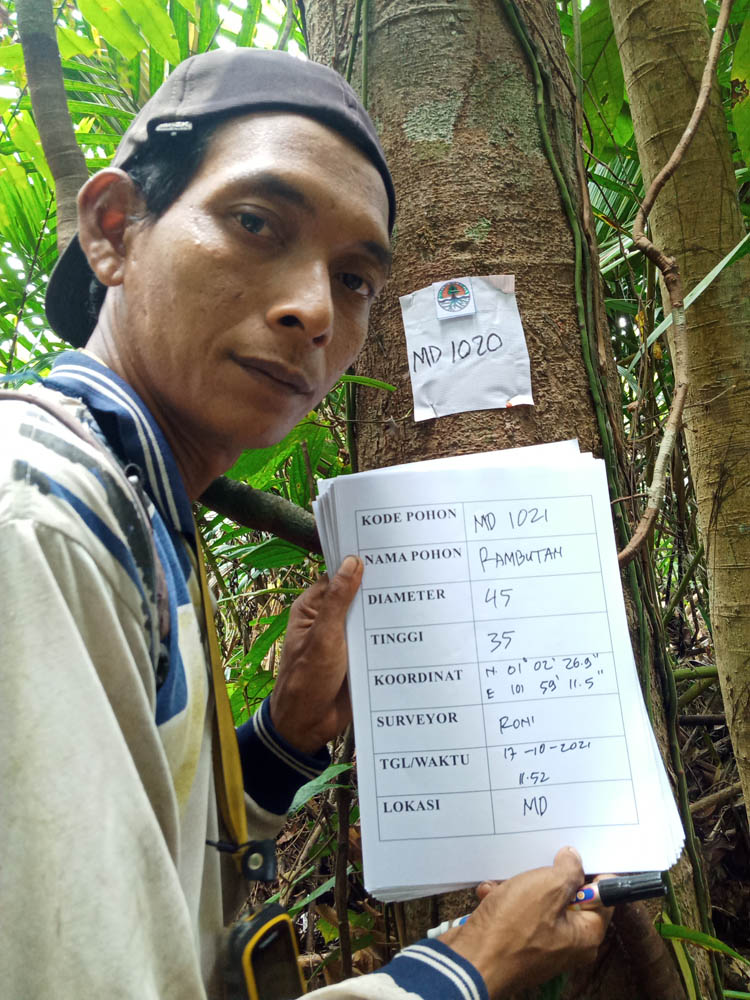 MD 1020
KODE POHON MD 1021
NAMA POHON RAMBUTAN
DIAMETER 45
TINGGI 35
KOORDINAT N. 01° 02' 26.9"
E 101 59' 11.5"
SURVEYOR RONI
TGL/WAKTU 17-10-2021
11.52
LOKASI MD